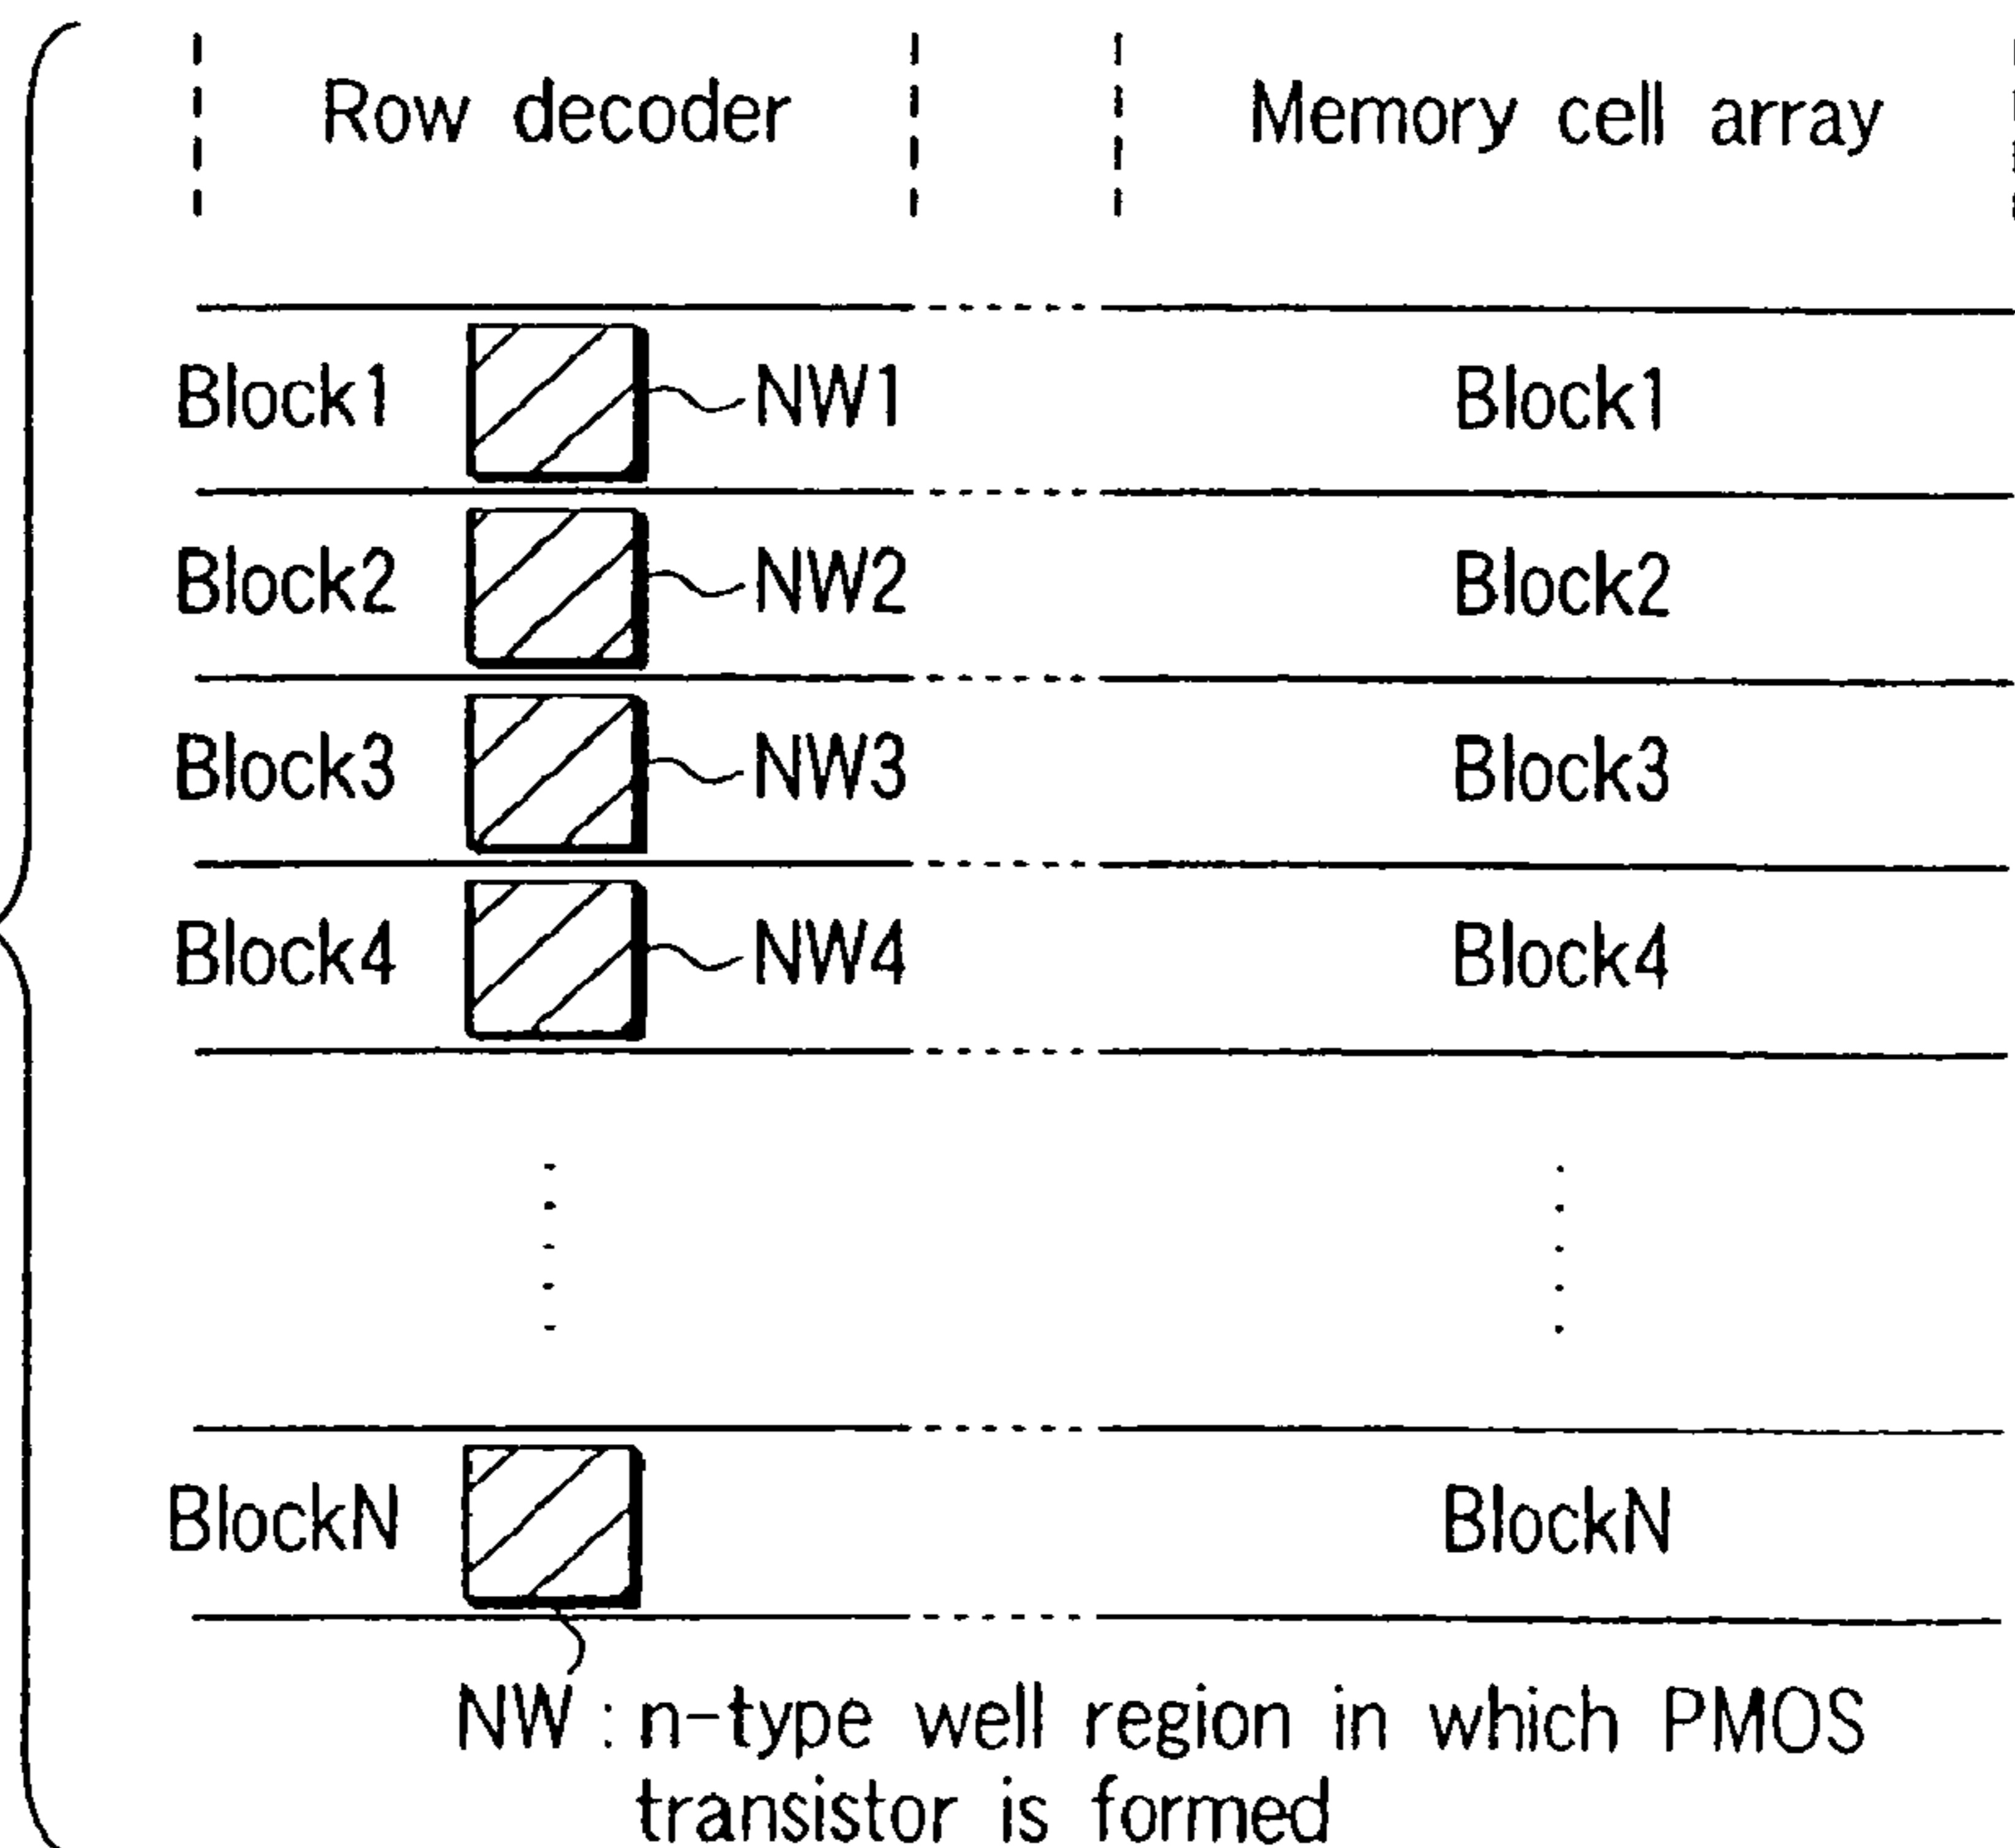 Row decoder Memory cell array
Block1 NW1 Block1
Block2 NW2 Block2
Block3 NW3 Block3
Block4 NW4 Block4
BlockN BlockN
NW : n-type well region in which PMOS
transistor is formed